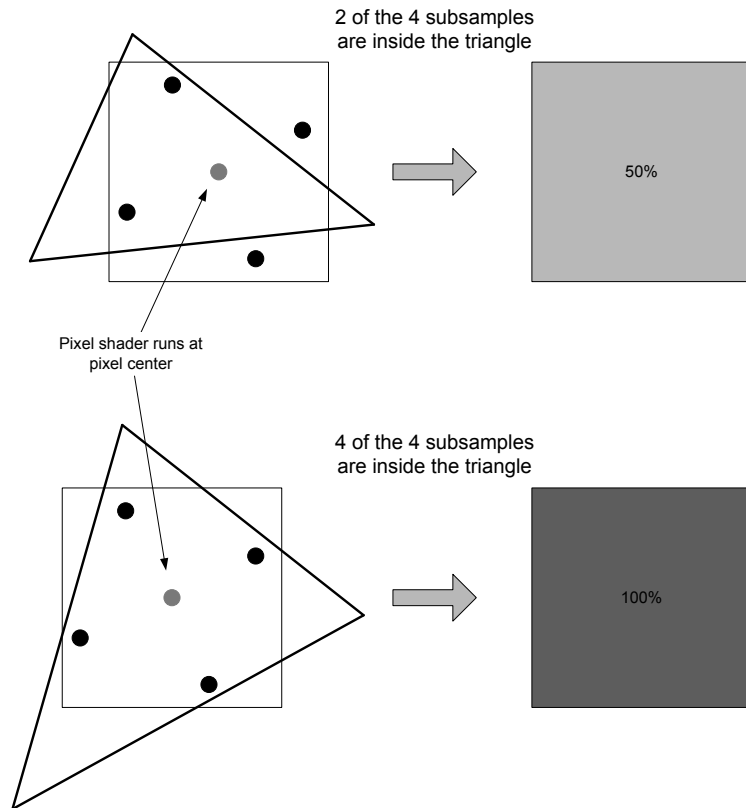 2 of the 4 subsamples
are inside the triangle
50%
Pixel shader runs at
pixel center
4 of the 4 subsamples
are inside the triangle
100%